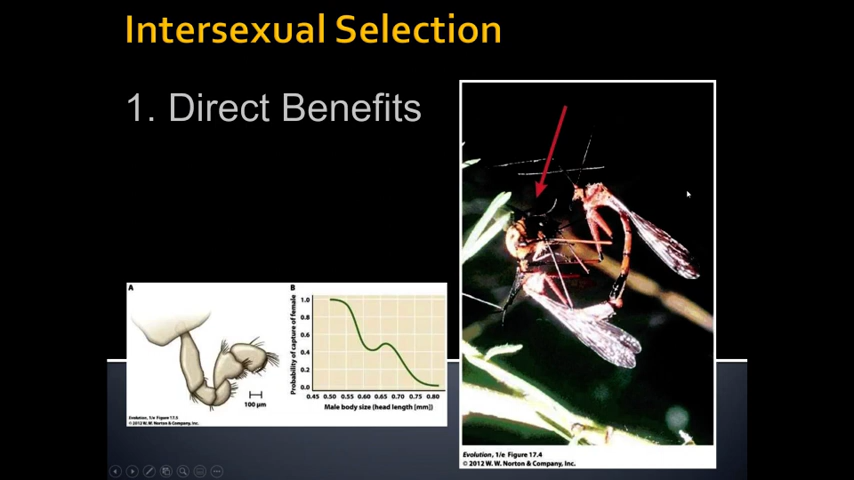 Intersexual Selection
1. Direct Benefits
A
B
Probability of capture of female
1.0
0.8
0.6
0.4
0.2
0.0
0.45 0.50 0.55 0.60 0.65 0.70 0.75 0.80
Male body size (head length [mm])
100 µm
Evolution, 1/e Figure 17.5
© 2012 W. W. Norton & Company, Inc.
Evolution, 1/e Figure 17.4
© 2012 W. W. Norton & Company, Inc.